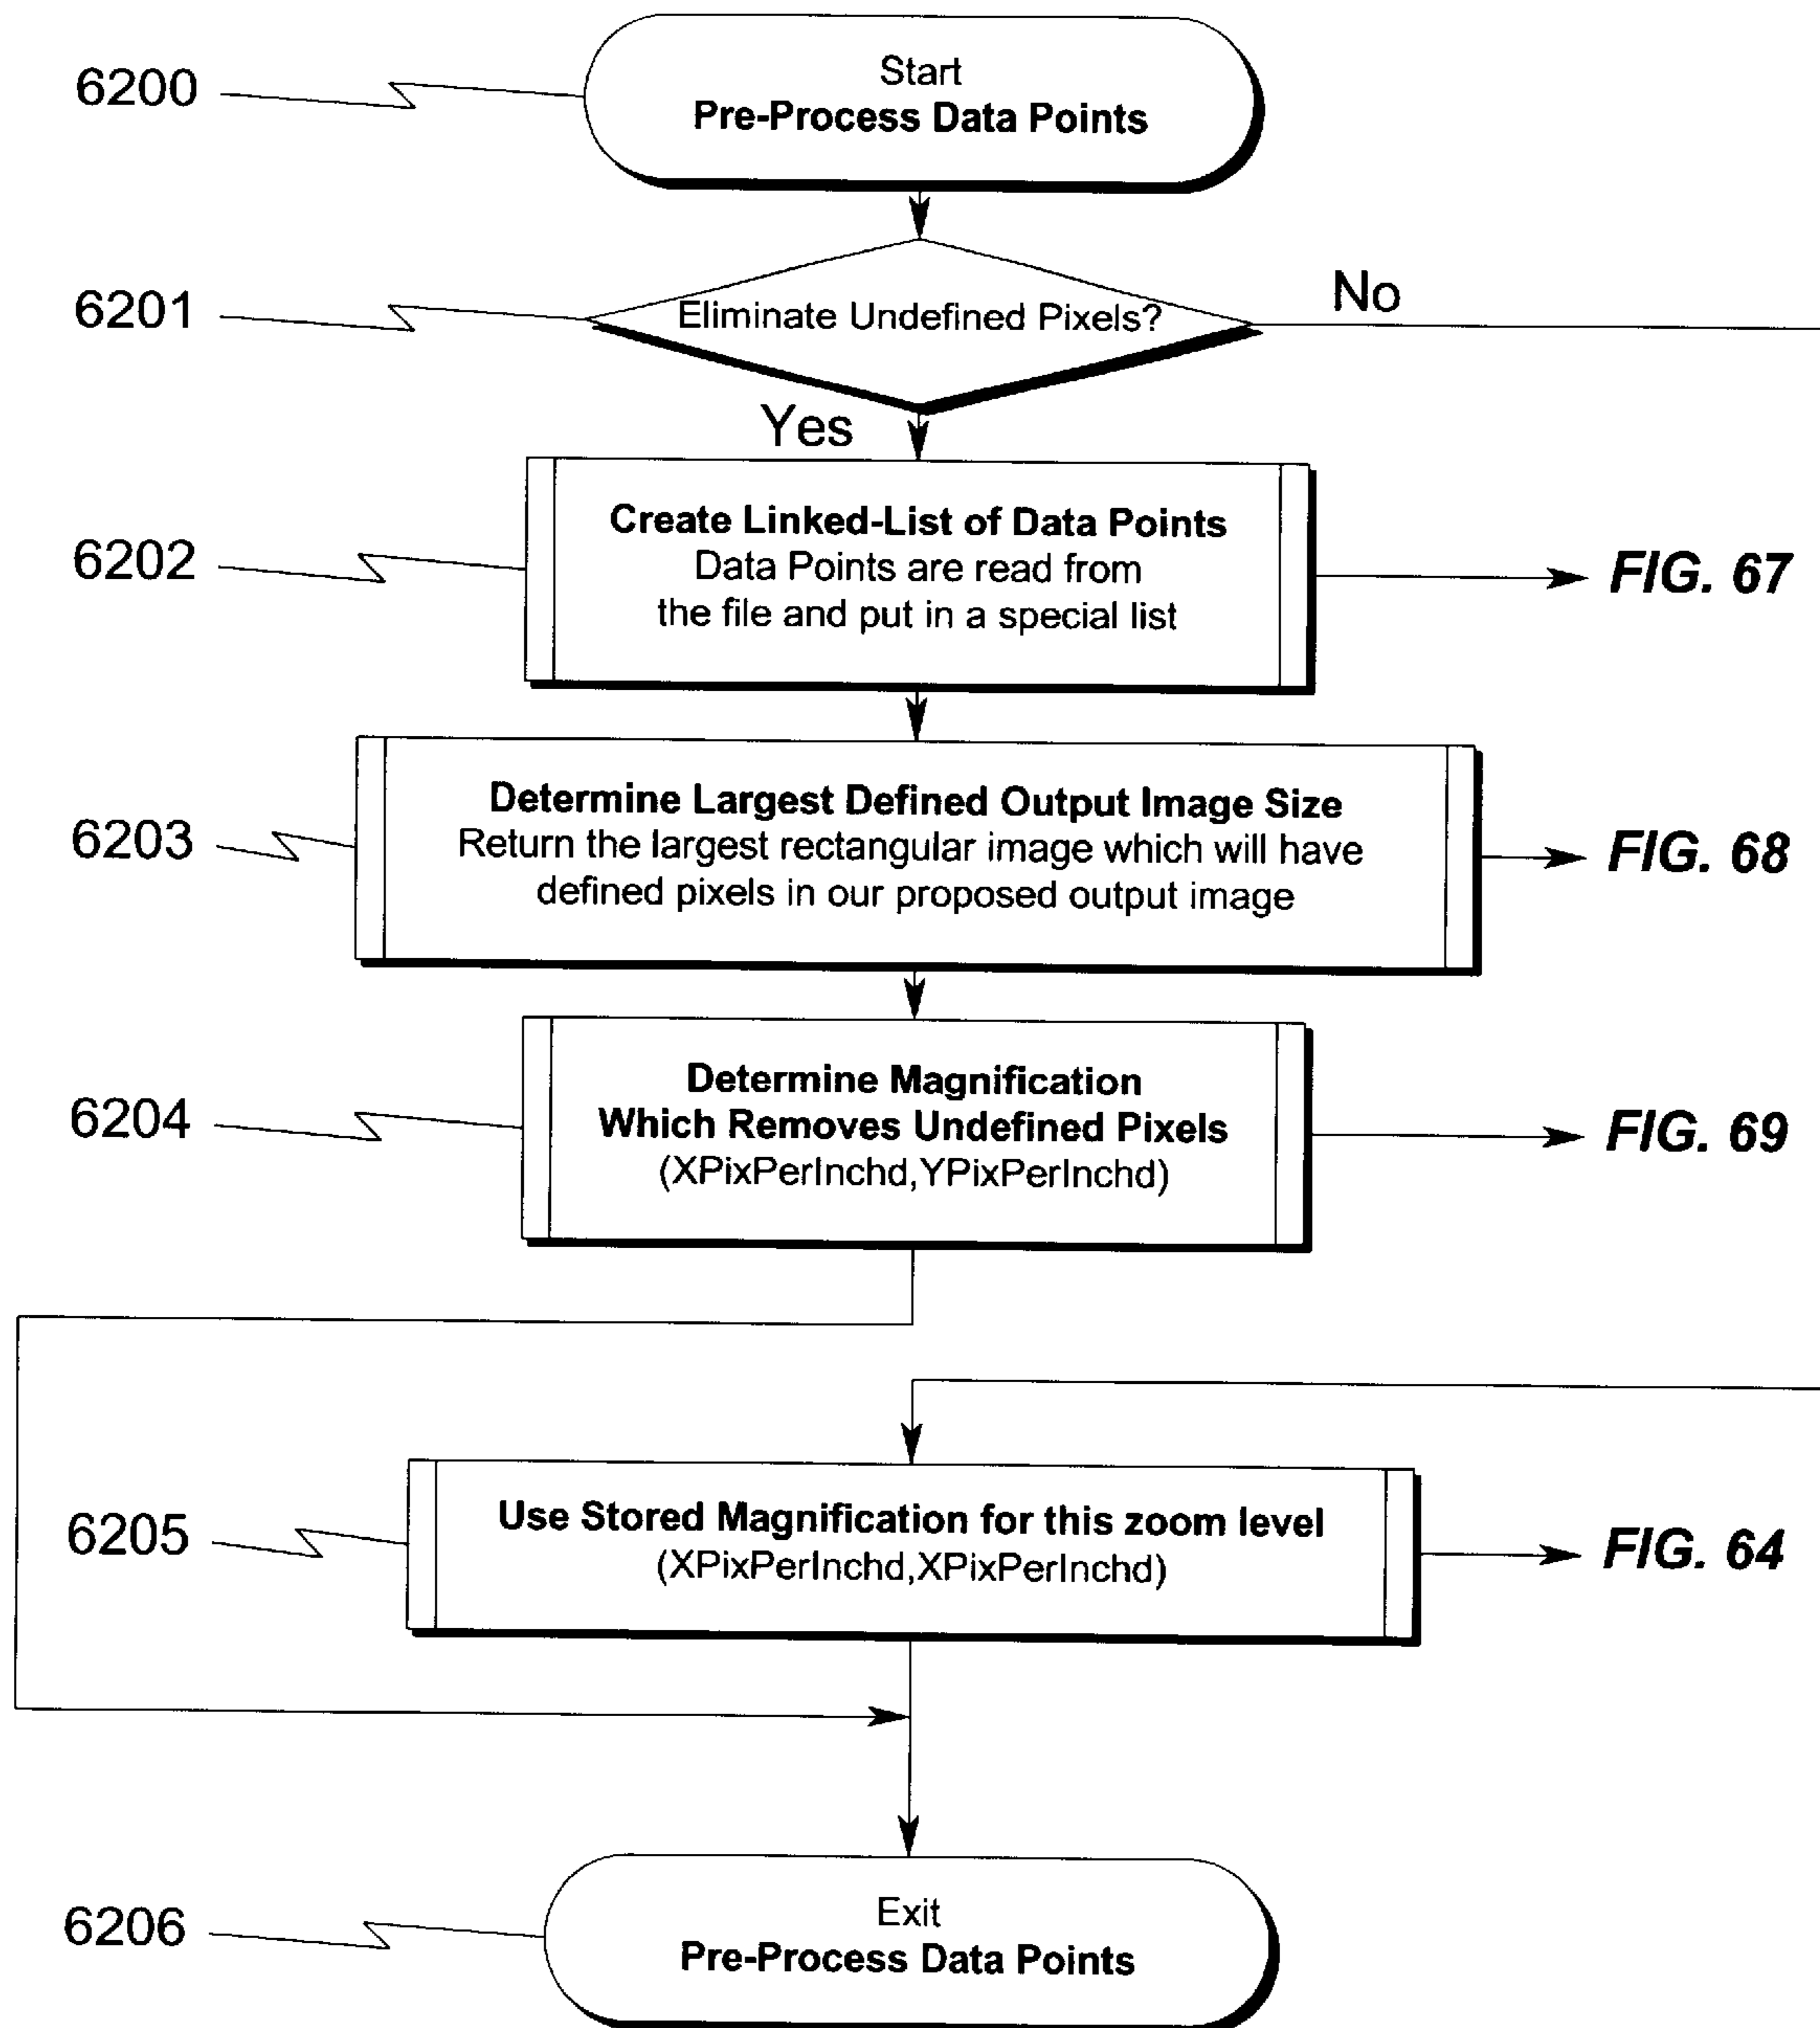 6200
Start
Pre-Process Data Points
6201
Eliminate Undefined Pixels?
No
Yes
6202
Create Linked-List of Data Points
Data Points are read from
the file and put in a special list
FIG. 67
6203
Determine Largest Defined Output Image Size
Return the largest rectangular image which will have
defined pixels in our proposed output image
FIG. 68
6204
Determine Magnification
Which Removes Undefined Pixels
(XPixPerInchd,YPixPerInchd)
FIG. 69
6205
Use Stored Magnification for this zoom level
(XPixPerInchd,XPixPerInchd)
FIG. 64
6206
Exit
Pre-Process Data Points